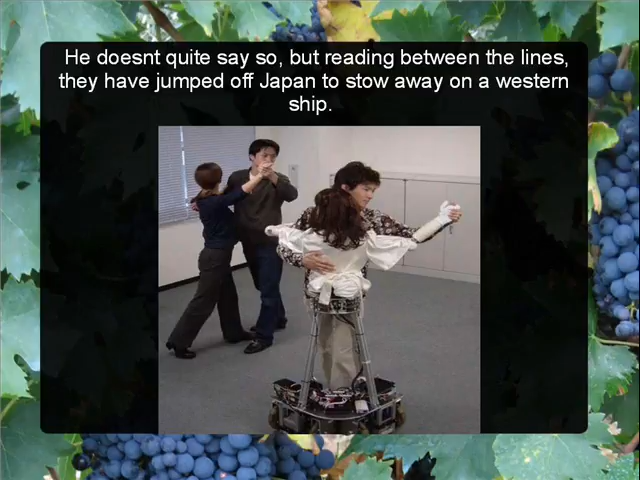 He doesnt quite say so, but reading between the lines,
they have jumped off Japan to stow away on a western
ship.